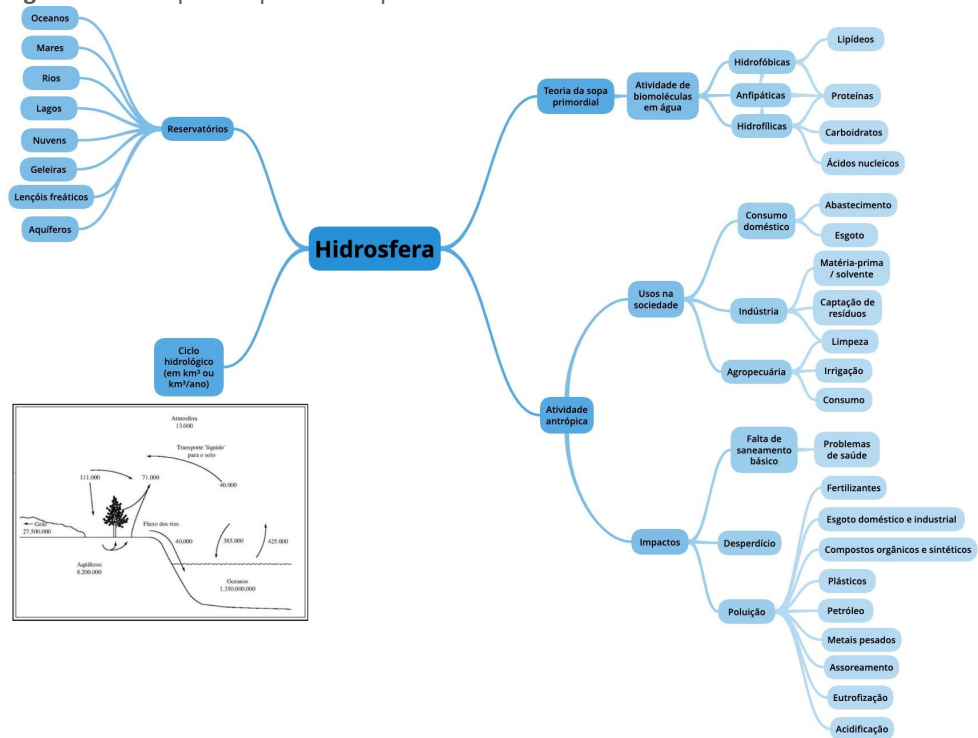 Oceanos
Mares
Rios
Lagos
Nuvens
Geleiras
Lençóis freáticos
Aquíferos
Reservatórios
Hidrosfera
Ciclo
hidrológico
(em km³ ou
km³/ano)
Atmosfera
13.000
Transporte 'líquido'
para o solo
111.000
71.000
40.000
Gelo
27.500.000
Fluxo dos rios
40.000
385.000
425.000
Aqüíferos
8.200.000
Oceanos
1.350.000.000
Teoria da sopa
primordial
Atividade de
biomoléculas
em água
Hidrofóbicas
Anfipáticas
Hidrofílicas
Lipídeos
Proteínas
Carboidratos
Ácidos nucleicos
Atividade
antrópica
Usos na
sociedade
Consumo
doméstico
Abastecimento
Esgoto
Indústria
Matéria-prima
/ solvente
Captação de
resíduos
Limpeza
Agropecuária
Irrigação
Consumo
Impactos
Falta de
saneamento
básico
Problemas
de saúde
Desperdício
Poluição
Fertilizantes
Esgoto doméstico e industrial
Compostos orgânicos e sintéticos
Plásticos
Petróleo
Metais pesados
Assoreamento
Eutrofização
Acidificação